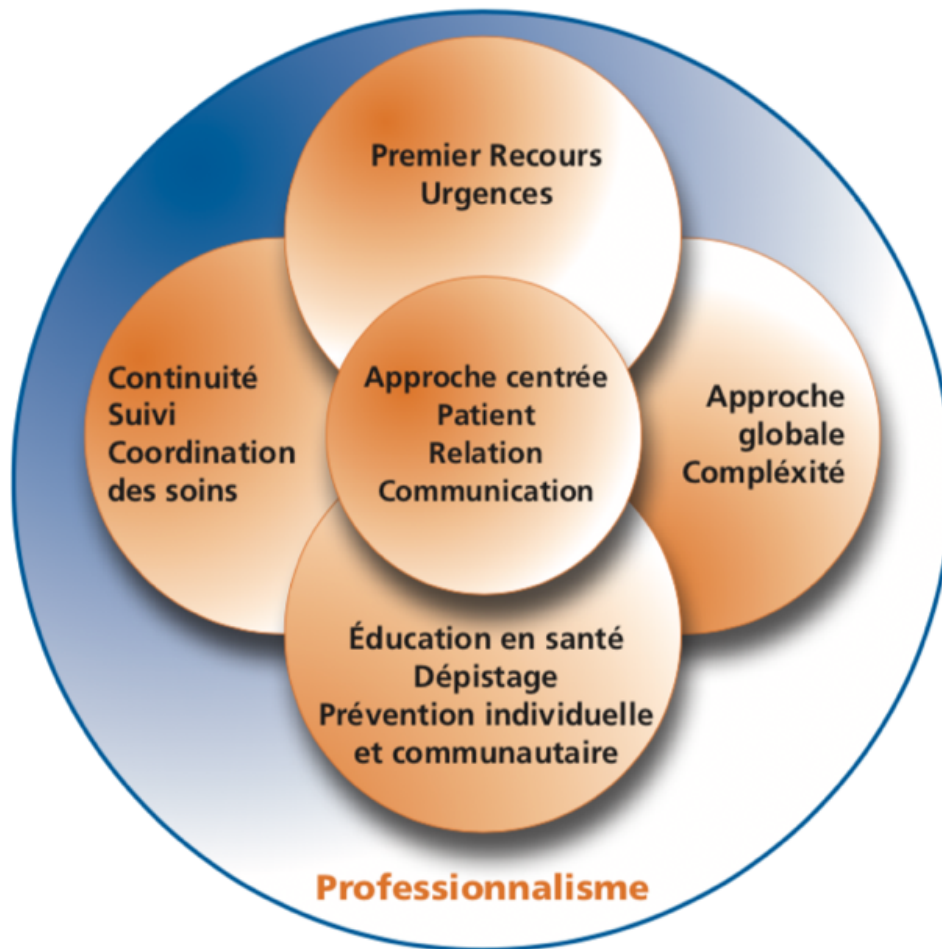 Premier Recours
Urgences
Continuité
Suivi
Coordination
des soins
Approche centrée
Patient
Relation
Communication
Approche
globale
Compléxité
Éducation en santé
Dépistage
Prévention individuelle
et communautaire
Professionnalisme